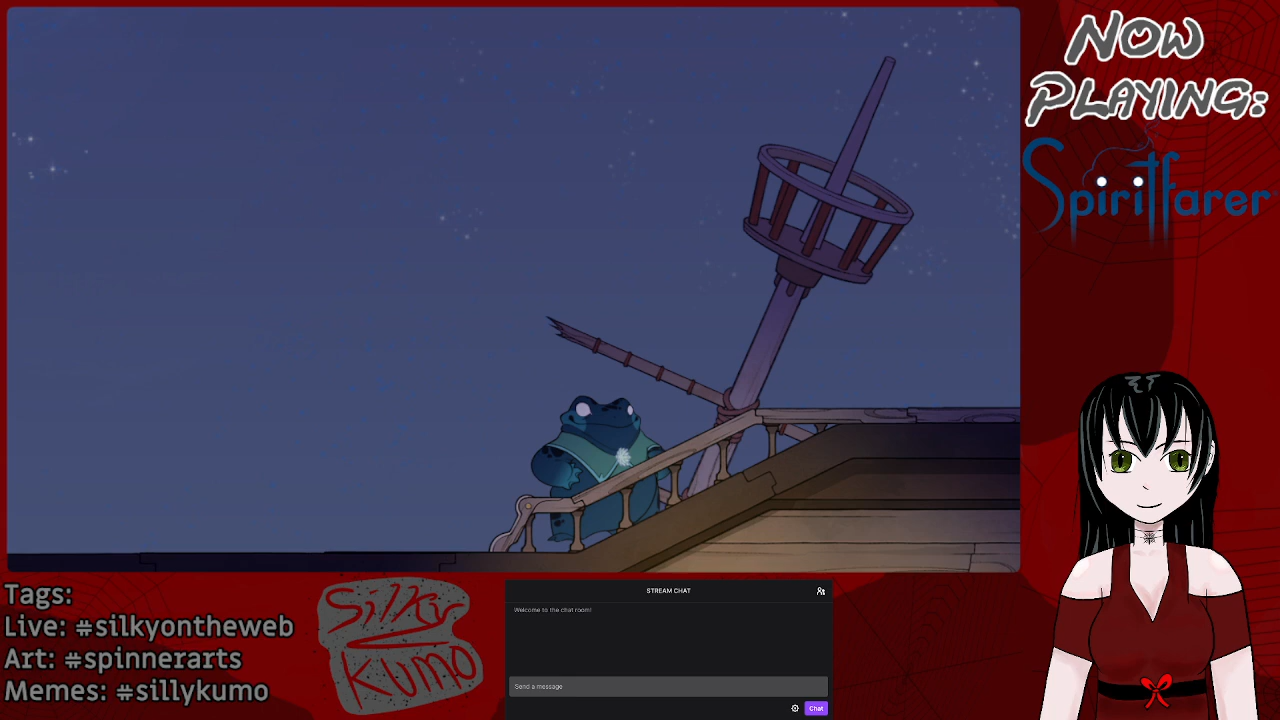 Now
Playing:
Spiritfarer
Tags:
Live: #silkyontheweb
Art: #spinnerarts
Memes: #sillykumo
Silky
Kumo
STREAM CHAT
Welcome to the chat room!
Send a message
Chat